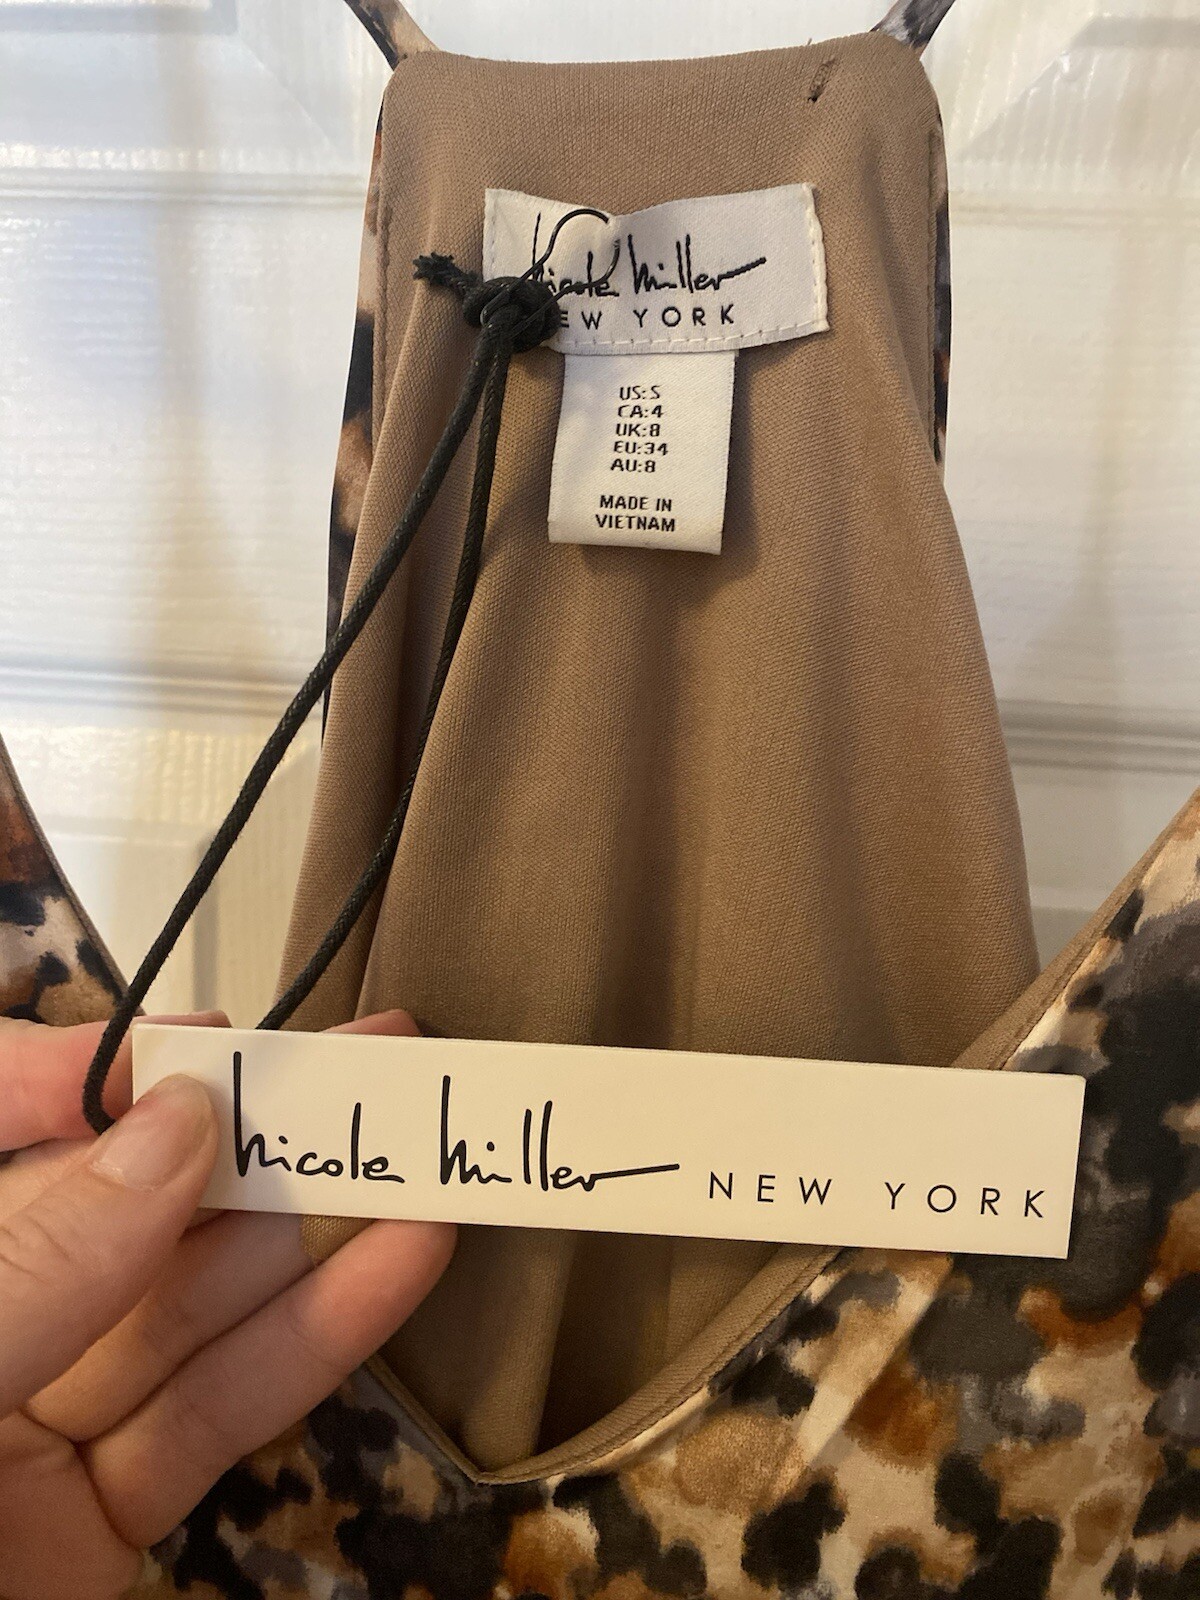 Nicole Miller
EW YORK
US:S
CA:4
UK:8
EU:34
AU:8
MADE IN
VIETNAM
Nicole Miller NEW YORK